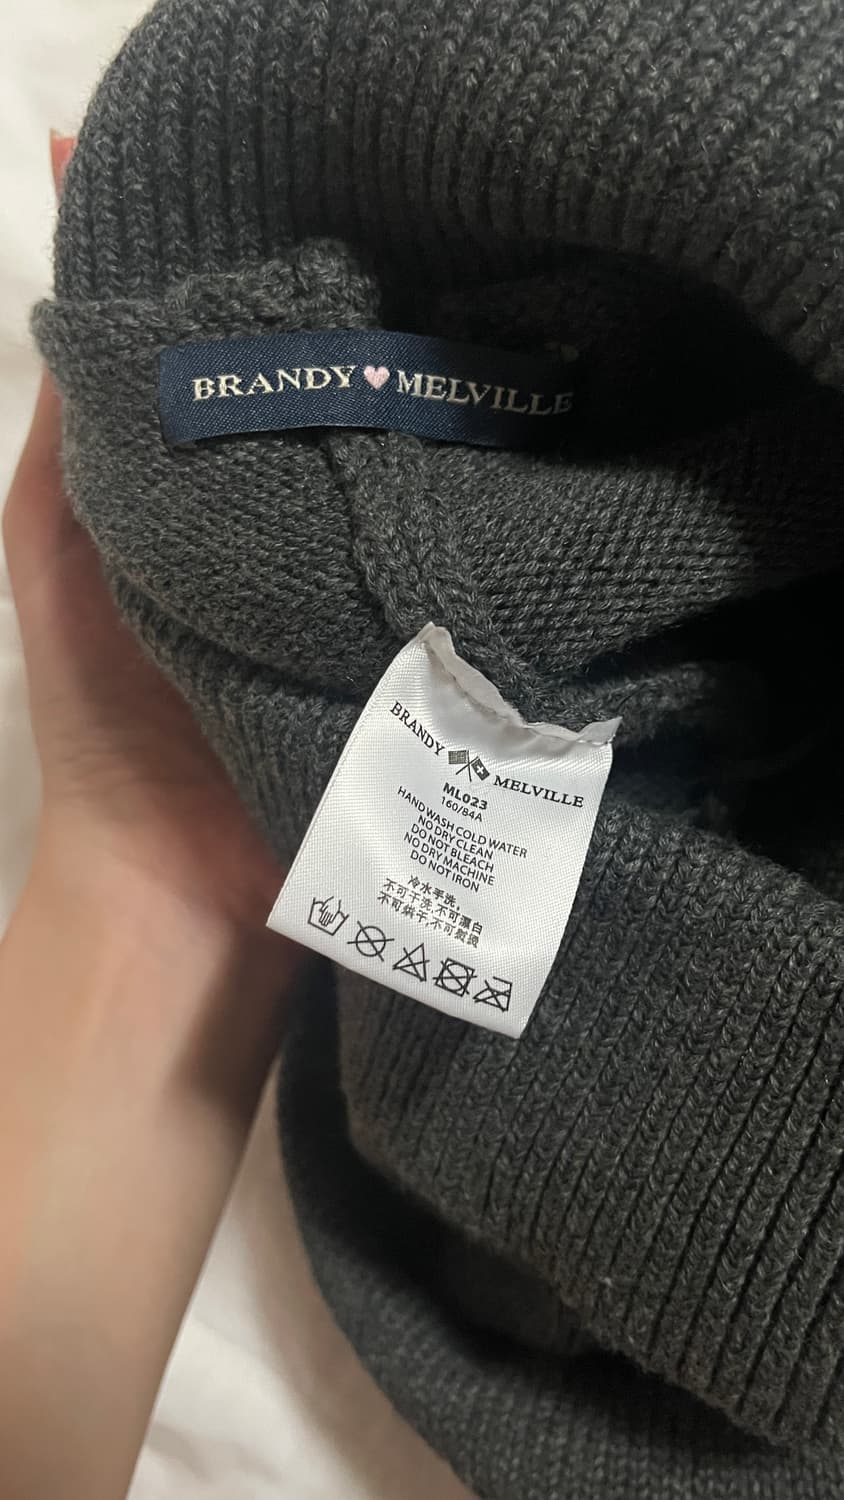 BRANDY MELVILLE
BRANDY MELVILLE
ML023
160/84A
HANDWASH COLD WATER
NO DRY CLEAN
DO NOT BLEACH
NO DRY MACHINE
DO NOT IRON
冷水手洗,
不可干洗,不可漂白
不可烘干,不可熨烫